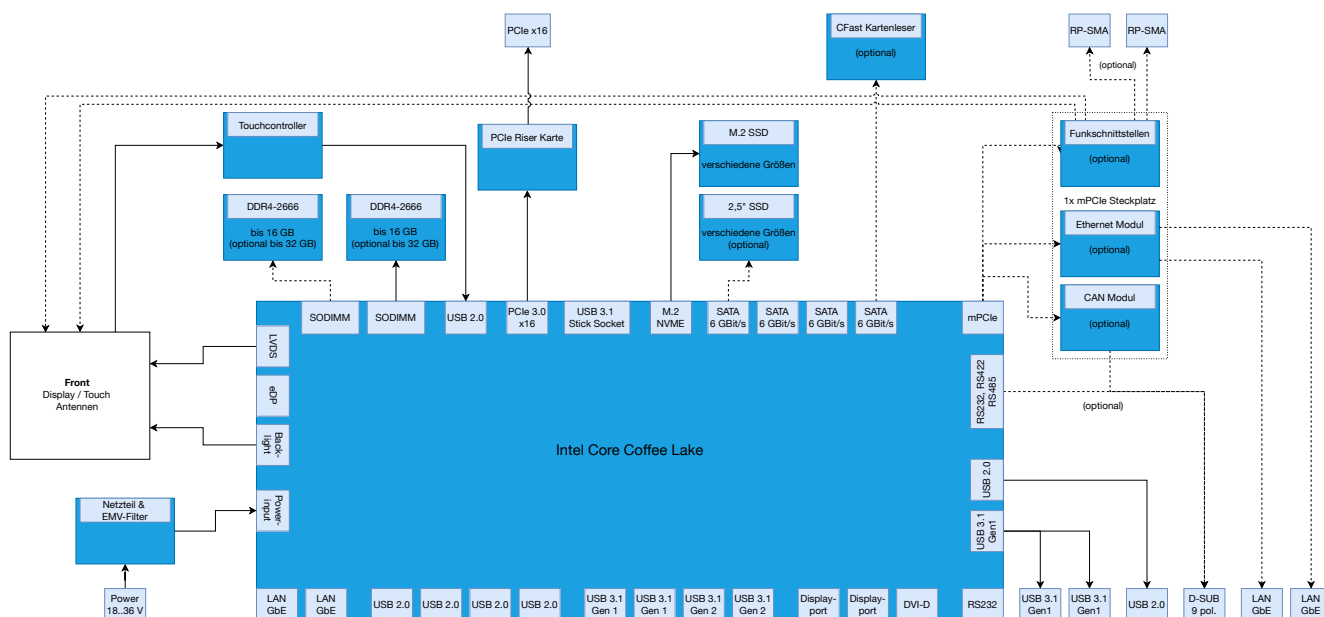 PCIe x16
CFast Kartenleser
(optional)
RP-SMA
RP-SMA
(optional)
Touchcontroller
PCIe Riser Karte
M.2 SSD
verschiedene Größen
Funkschnittstellen
(optional)
1x mPCIe Steckplatz
DDR4-2666
bis 16 GB
(optional bis 32 GB)
DDR4-2666
bis 16 GB
(optional bis 32 GB)
2,5" SSD
verschiedene Größen
(optional)
Ethernet Modul
(optional)
CAN Modul
(optional)
SODIMM
SODIMM
USB 2.0
PCIe 3.0
x16
USB 3.1
Stick Socket
M.2
NVME
SATA
6 GBit/s
SATA
6 GBit/s
SATA
6 GBit/s
SATA
6 GBit/s
mPCIe
Front
Display / Touch
Antennen
LVDS
eDP
Back-
light
Power-
input
RS232, RS422
RS485
(optional)
Intel Core Coffee Lake
USB 2.0
USB 3.1
Gen1
Netzteil &
EMV-Filter
Power
18..36 V
LAN
GbE
LAN
GbE
USB 2.0
USB 2.0
USB 2.0
USB 2.0
USB 3.1
Gen 1
USB 3.1
Gen 1
USB 3.1
Gen 2
USB 3.1
Gen 2
Display-
port
Display-
port
DVI-D
RS232
USB 3.1
Gen1
USB 3.1
Gen1
USB 2.0
D-SUB
9 pol.
LAN
GbE
LAN
GbE